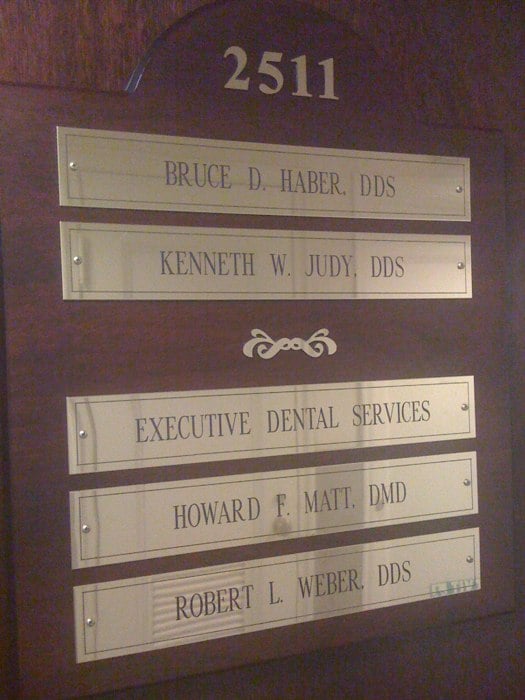 2511
BRUCE D. HABER, DDS
KENNETH W. JUDY, DDS
EXECUTIVE DENTAL SERVICES
HOWARD F. MATT, DMD
ROBERT L. WEBER, DDS